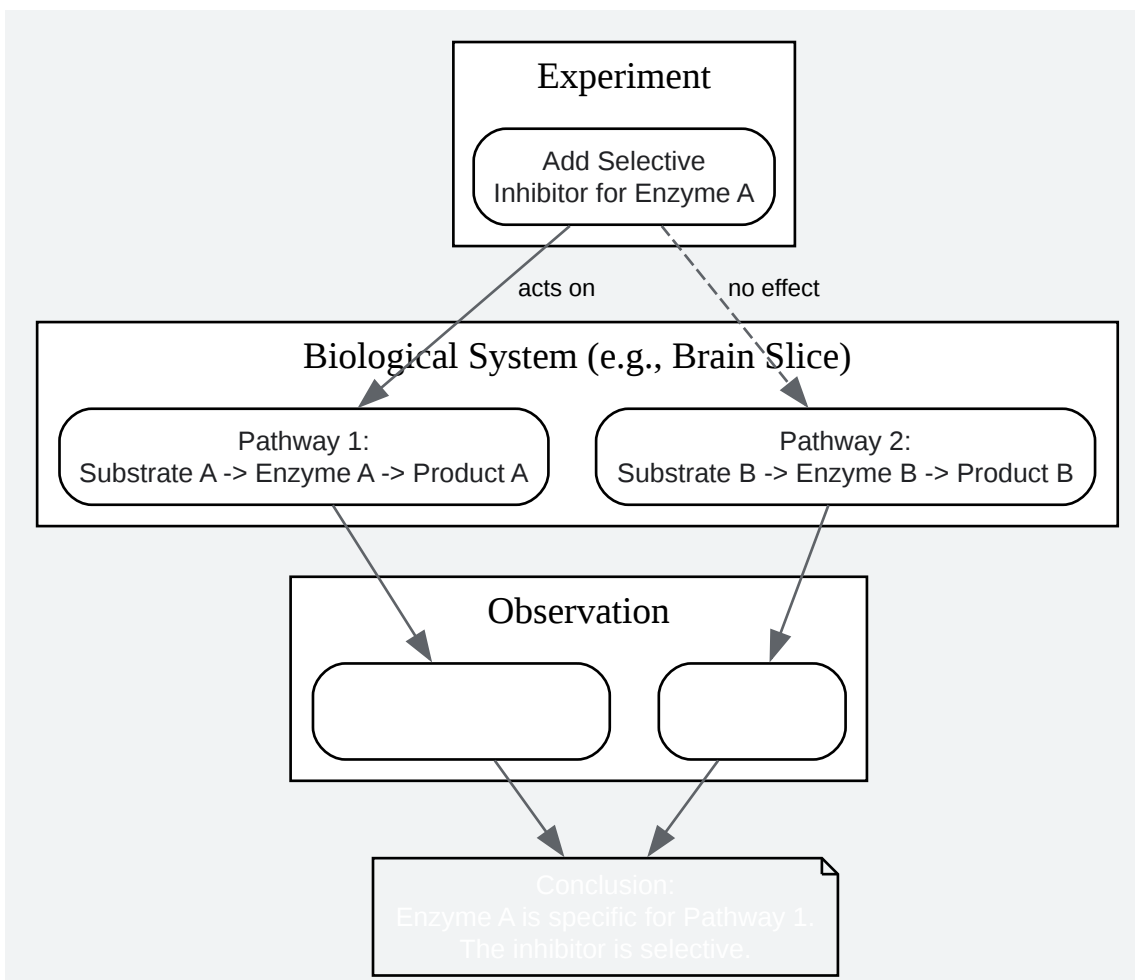 Experiment
Add Selective
Inhibitor for Enzyme A
acts on
no effect
Biological System (e.g., Brain Slice)
Pathway 1:
Substrate A -> Enzyme A -> Product A
Pathway 2:
Substrate B -> Enzyme B -> Product B
Observation
Conclusion:
Enzyme A is specific for Pathway 1.
The inhibitor is selective.